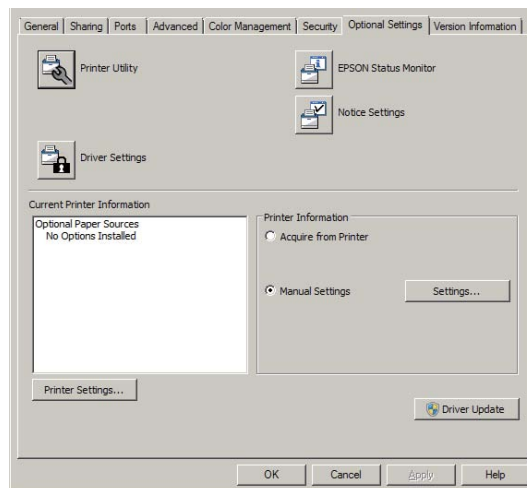 General Sharing Ports Advanced Color Management Security Optional Settings Version Information
Printer Utility
EPSON Status Monitor
Notice Settings
Driver Settings
Current Printer Information
Optional Paper Sources
No Options Installed
Printer Information
Acquire from Printer
Manual Settings
Settings...
Printer Settings...
Driver Update
OK Cancel Apply Help